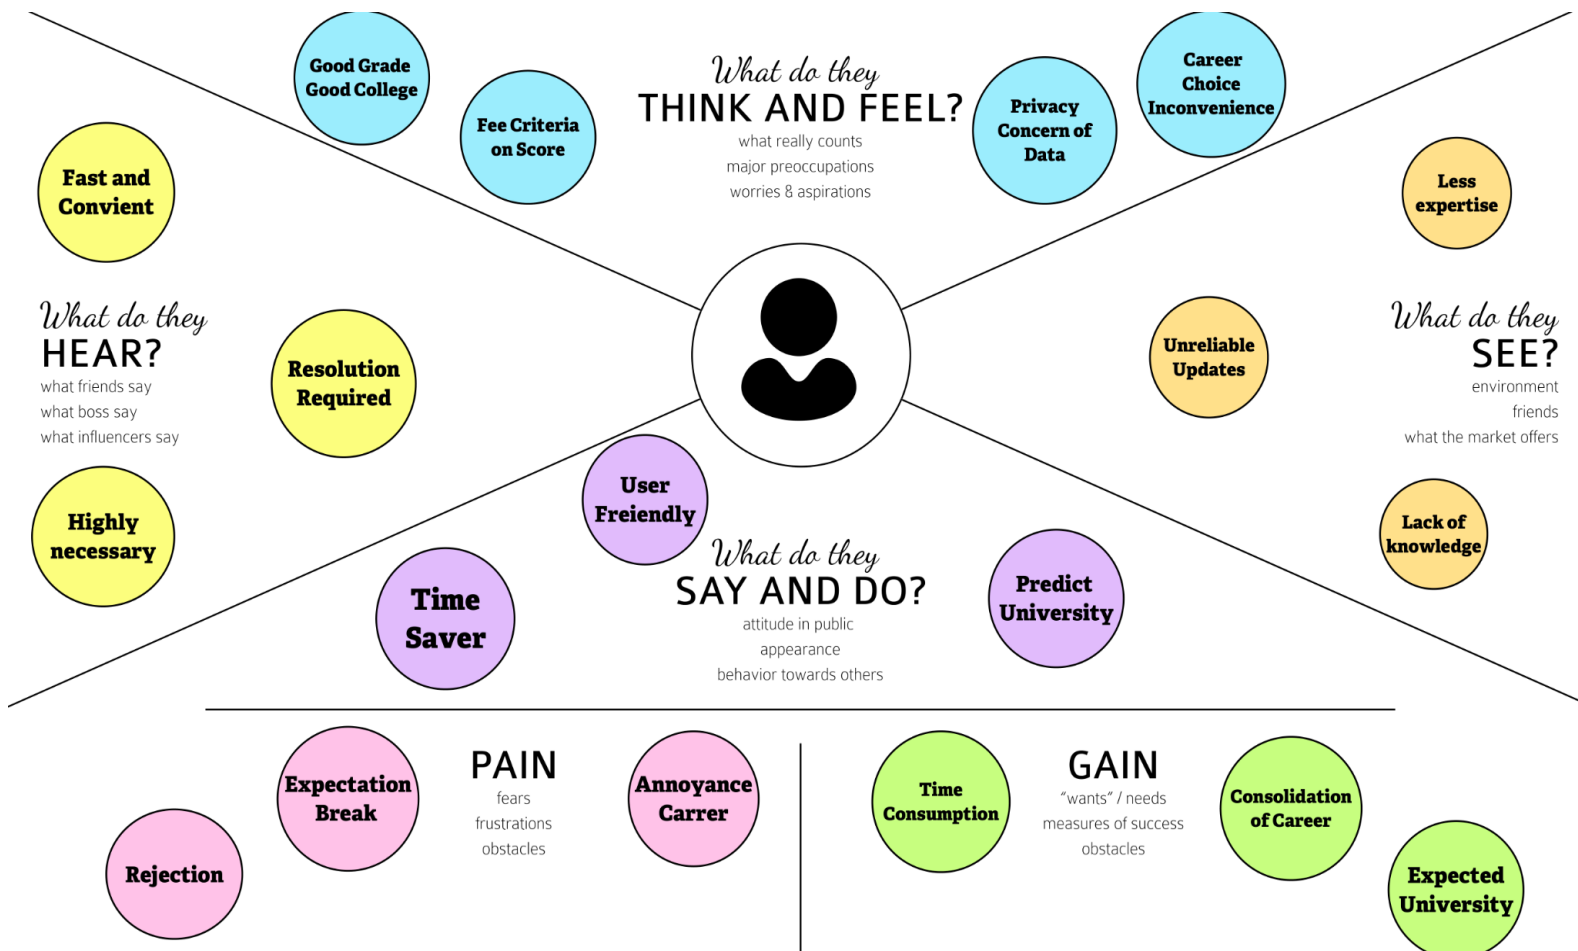 Good Grade
Good College
Fee Criteria
on Score
What do they
THINK AND FEEL?
what really counts
major preoccupations
worries & aspirations
Privacy
Concern of
Data
Career
Choice
Inconvenience
Fast and
Convient
What do they
HEAR?
what friends say
what boss say
what influencers say
Resolution
Required
Highly
necessary
Less
expertise
Unreliable
Updates
What do they
SEE?
environment
friends
what the market offers
Lack of
knowledge
User
Freiendly
Time
Saver
What do they
SAY AND DO?
attitude in public
appearance
behavior towards others
Predict
University
Rejection
Expectation
Break
PAIN
fears
frustrations
obstacles
Annoyance
Carrer
Time
Consumption
GAIN
"wants" / needs
measures of success
obstacles
Consolidation
of Career
Expected
University